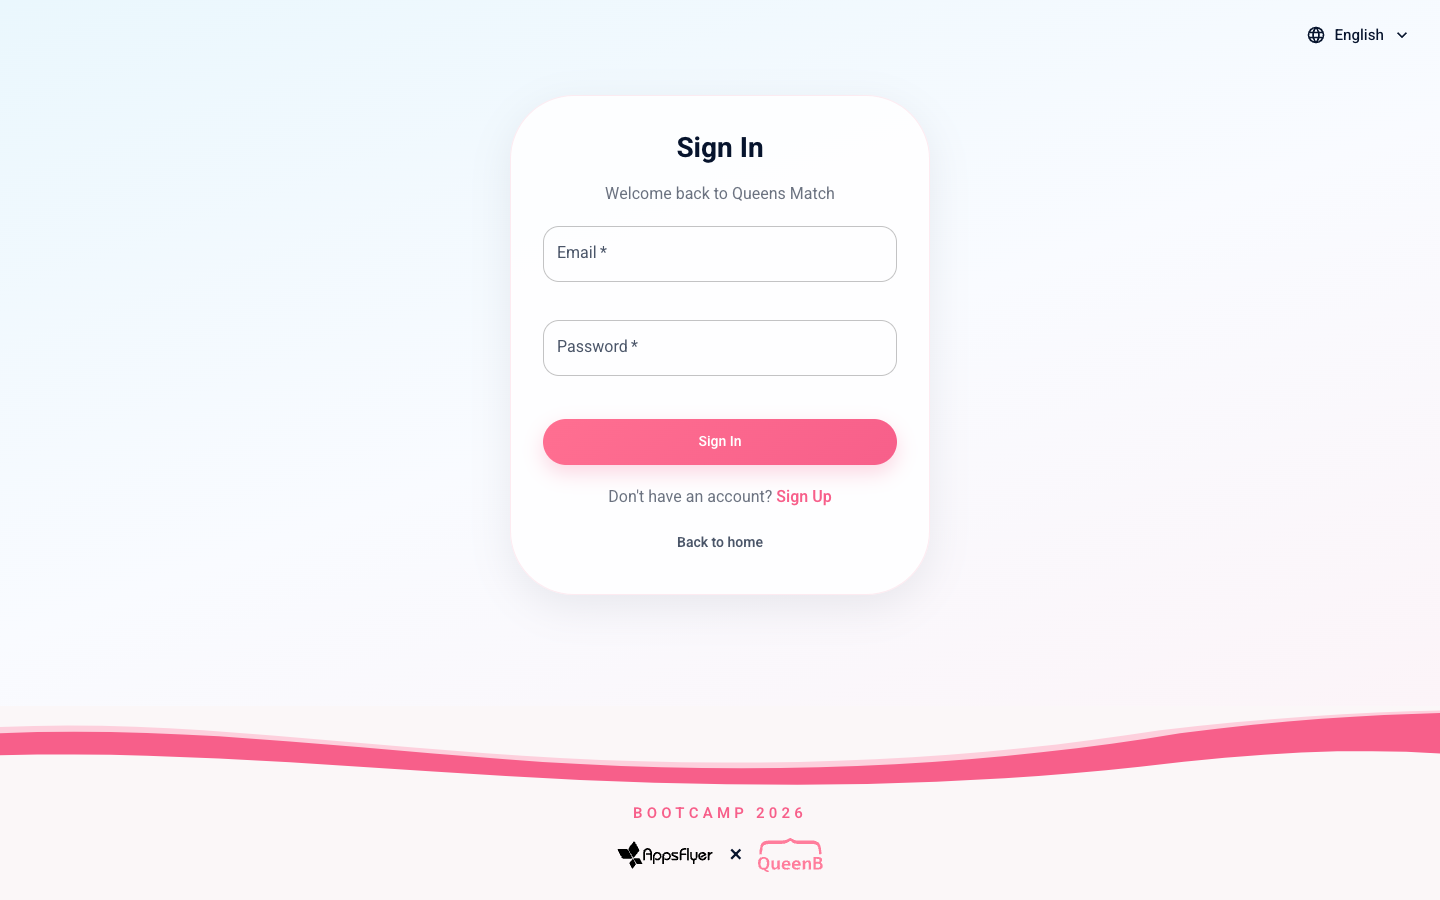 English
Sign In
Welcome back to Queens Match
Email *
Password *
Sign In
Don't have an account? Sign Up
Back to home
BOOTCAMP 2026
AppsFlyer × QueenB